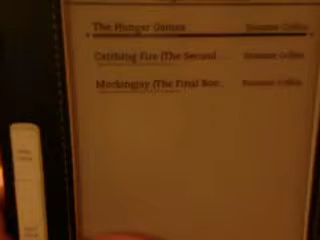 The Hunger Games Suzanne Collins
Catching Fire (The Second ... Suzanne Collins
Mockingjay (The Final Boo... Suzanne Collins